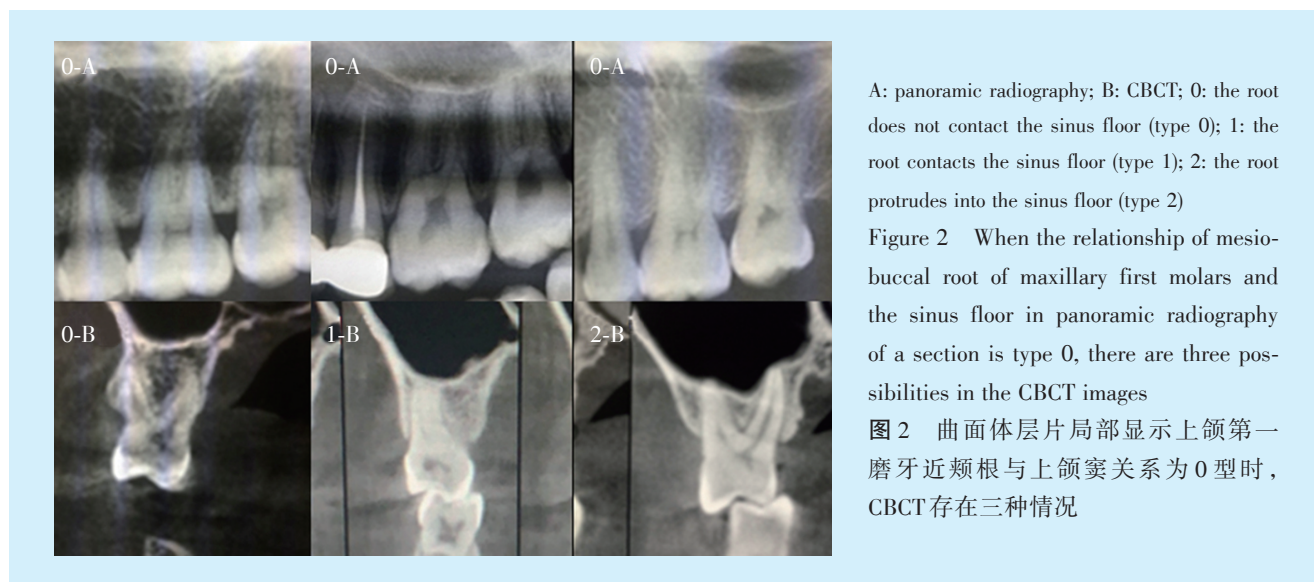 0-A
0-A
0-A
0-B
1-B
2-B
A: panoramic radiography; B: CBCT; 0: the root
does not contact the sinus floor (type 0); 1: the
root contacts the sinus floor (type 1); 2: the root
protrudes into the sinus floor (type 2)
Figure 2 When the relationship of mesio-
buccal root of maxillary first molars and
the sinus floor in panoramic radiography
of a section is type 0, there are three pos-
sibilities in the CBCT images
图 2 曲面体层片局部显示上颌第一
磨牙近颊根与上颌窦关系为 0 型时，
CBCT 存在三种情况